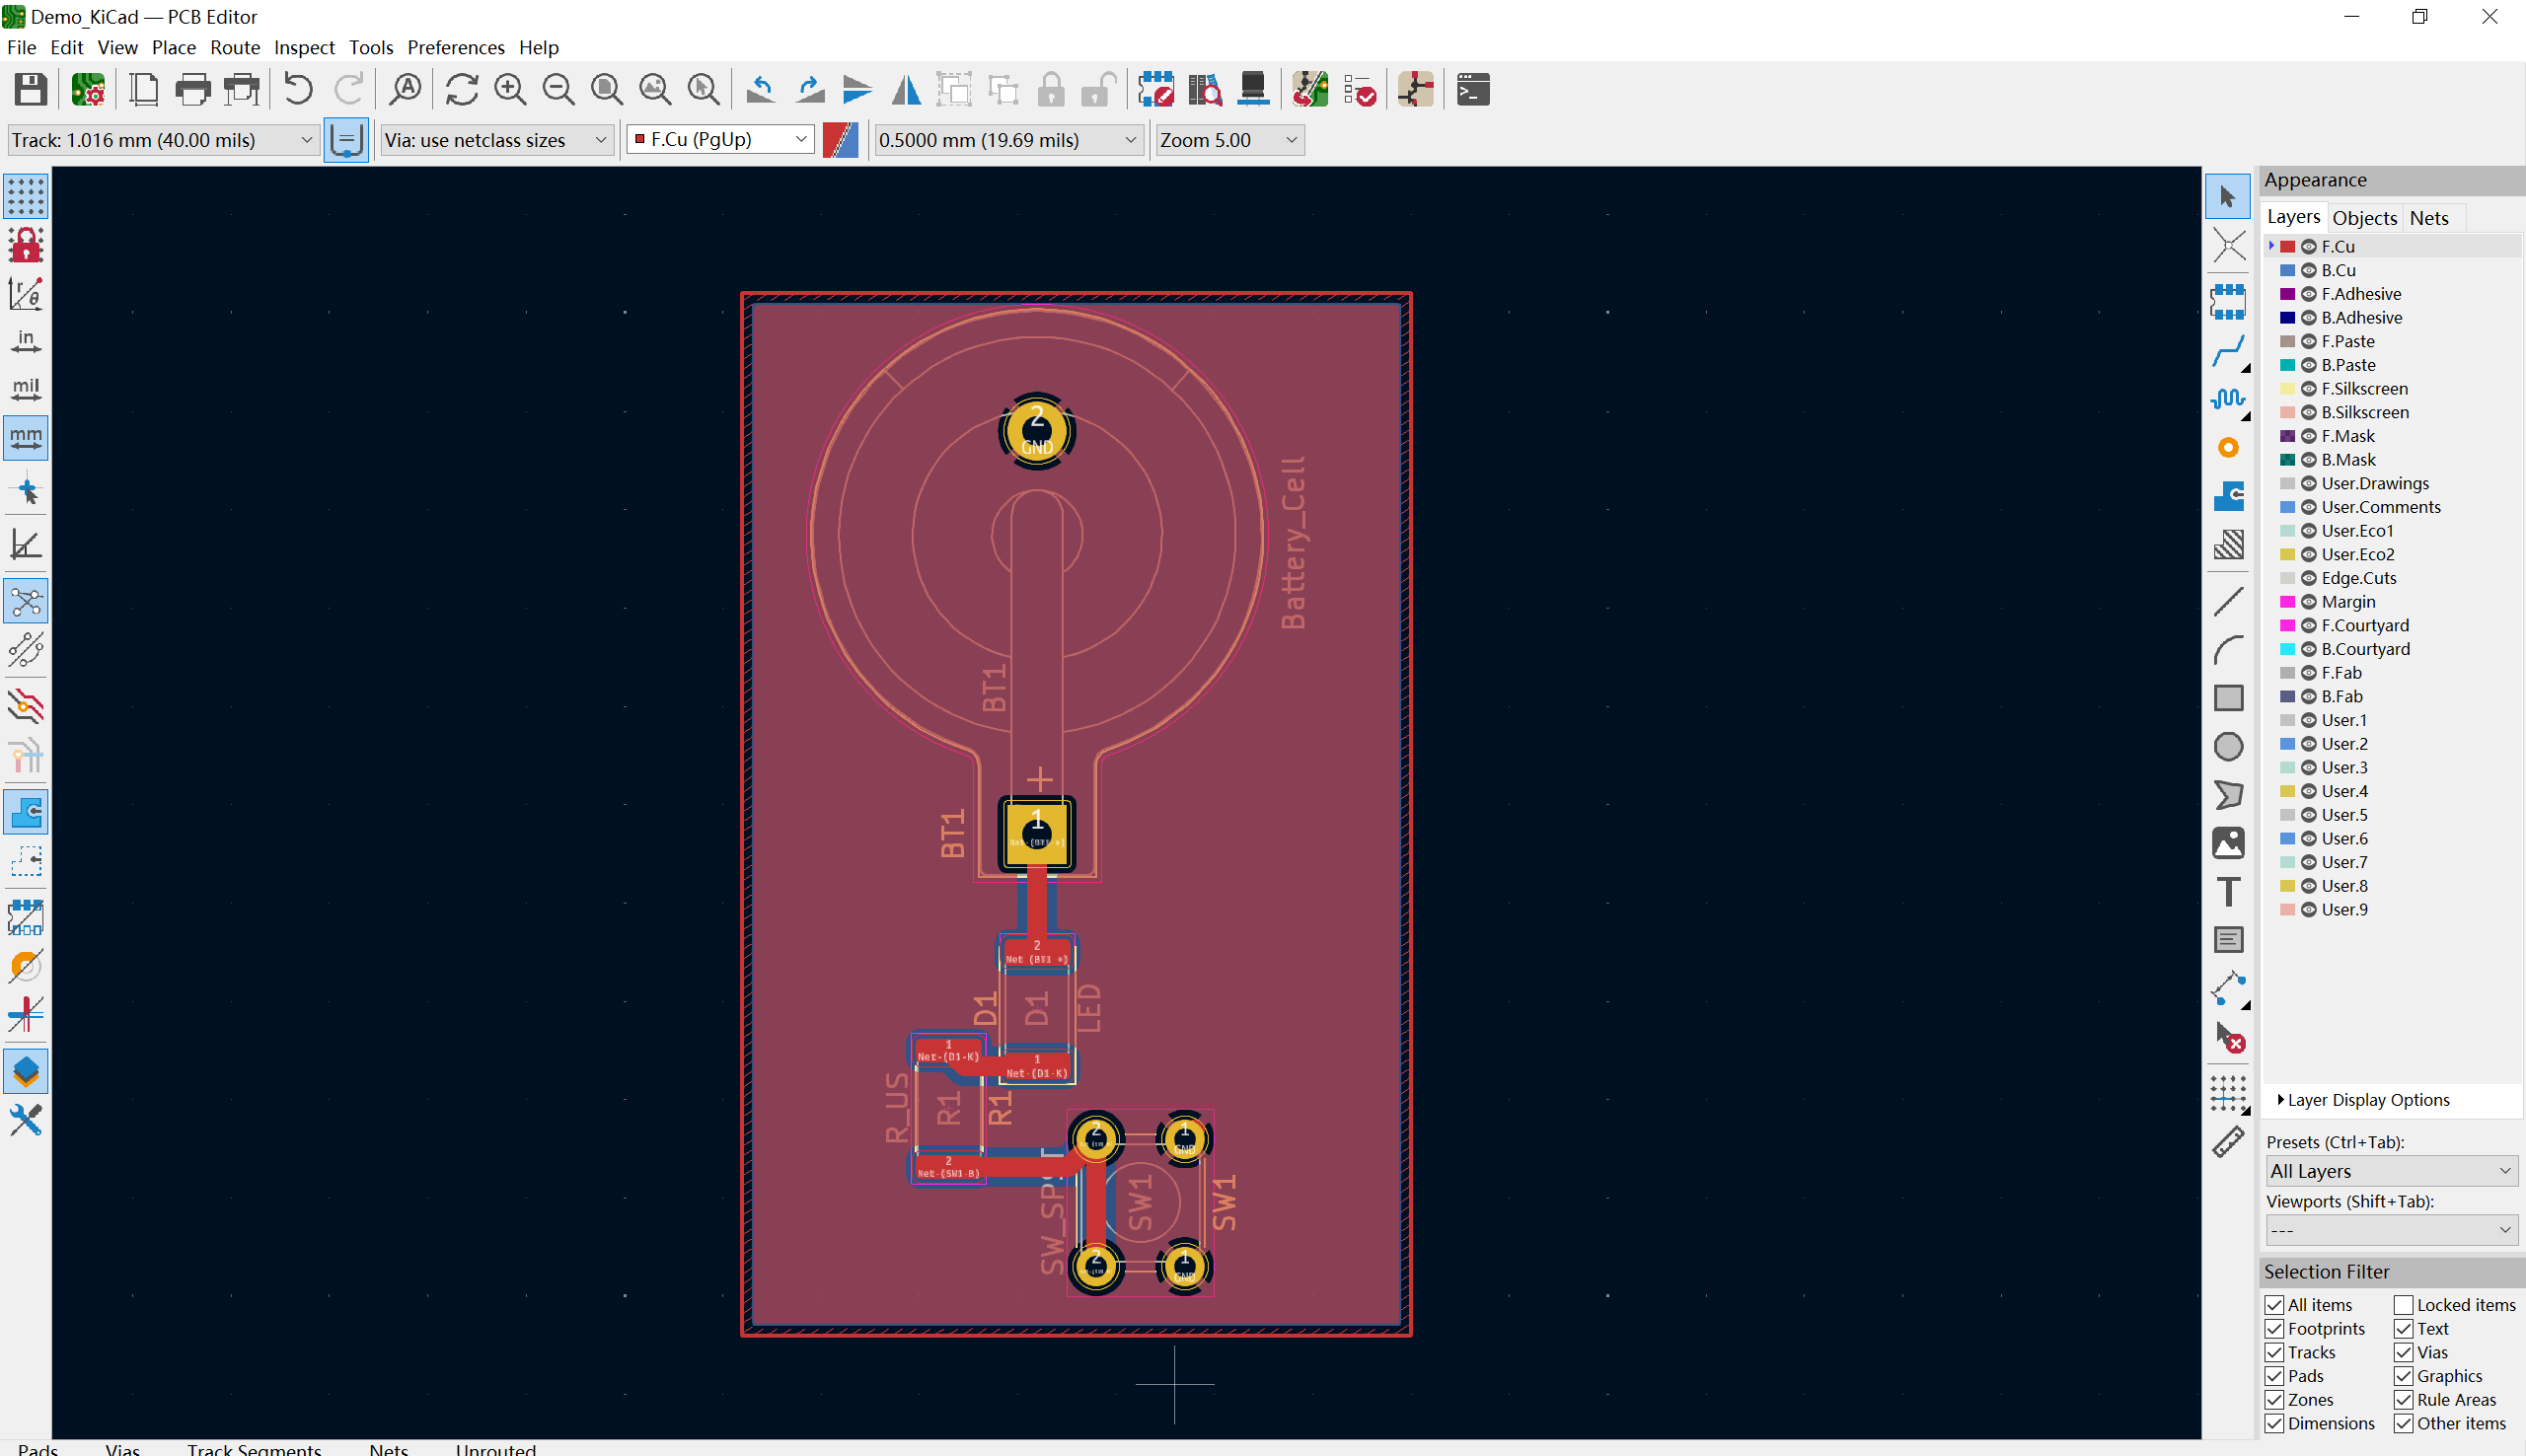 Demo_KiCad — PCB Editor
File Edit View Place Route Inspect Tools Preferences Help
Track: 1.016 mm (40.00 mils)
Via: use netclass sizes
F.Cu (PgUp)
0.5000 mm (19.69 mils)
Zoom 5.00
in
mil
mm
Appearance
Layers Objects Nets
F.Cu
B.Cu
F.Adhesive
B.Adhesive
F.Paste
B.Paste
F.Silkscreen
B.Silkscreen
F.Mask
B.Mask
User.Drawings
User.Comments
User.Eco1
User.Eco2
Edge.Cuts
Margin
F.Courtyard
B.Courtyard
F.Fab
B.Fab
User.1
User.2
User.3
User.4
User.5
User.6
User.7
User.8
User.9
Layer Display Options
Presets (Ctrl+Tab):
All Layers
Viewports (Shift+Tab):
---
Selection Filter
All items Locked items
Footprints Text
Tracks Vias
Pads Graphics
Zones Rule Areas
Dimensions Other items
2
GND
Battery_Cell
BT1
+
BT1
1
2
D1
D1
LED
1
Net-(D1-K)
1
Net-(D1-K)
R_US
R1
R1
2
Net-(SW1-B)
2
1
GND
SW1
SW1
2
1
GND
Pads Vias Track Segments Nets Unrouted